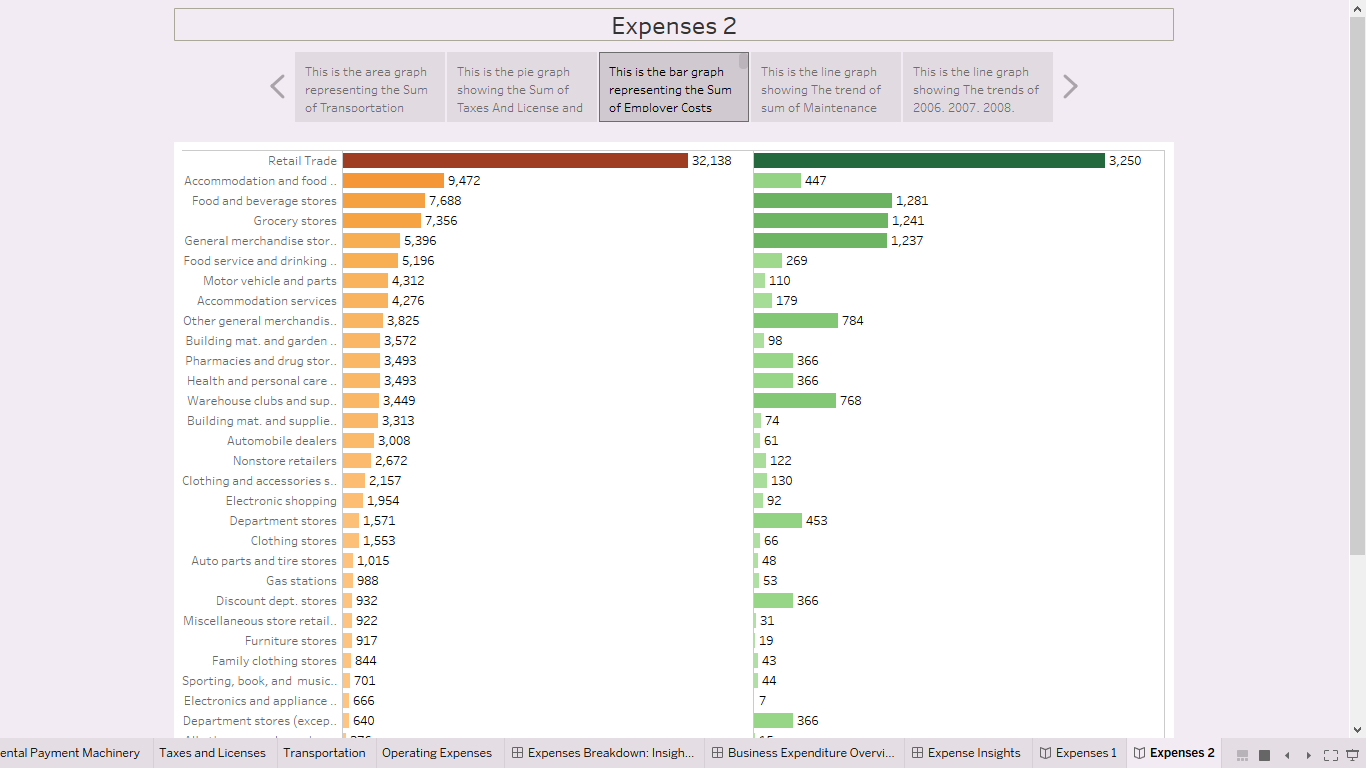 Expenses 2
This is the area graph
representing the Sum
of Transportation
This is the pie graph
showing the Sum of
Taxes And License and
This is the bar graph
representing the Sum
of Employer Costs
This is the line graph
showing The trend of
sum of Maintenance
This is the line graph
showing The trends of
2006, 2007, 2008,
Retail Trade 32,138 3,250
Accommodation and food .. 9,472 447
Food and beverage stores 7,688 1,281
Grocery stores 7,356 1,241
General merchandise stor.. 5,396 1,237
Food service and drinking .. 5,196 269
Motor vehicle and parts 4,312 110
Accommodation services 4,276 179
Other general merchandis.. 3,825 784
Building mat. and garden .. 3,572 98
Pharmacies and drug stor.. 3,493 366
Health and personal care .. 3,493 366
Warehouse clubs and sup.. 3,449 768
Building mat. and supplie.. 3,313 74
Automobile dealers 3,008 61
Nonstore retailers 2,672 122
Clothing and accessories s.. 2,157 130
Electronic shopping 1,954 92
Department stores 1,571 453
Clothing stores 1,553 66
Auto parts and tire stores 1,015 48
Gas stations 988 53
Discount dept. stores 932 366
Miscellaneous store retail.. 922 31
Furniture stores 917 19
Family clothing stores 844 43
Sporting, book, and music.. 701 44
Electronics and appliance .. 666 7
Department stores (excep.. 640 366
ental Payment Machinery Taxes and Licenses Transportation Operating Expenses Expenses Breakdown: Insigh... Business Expenditure Overvi... Expense Insights Expenses 1 Expenses 2